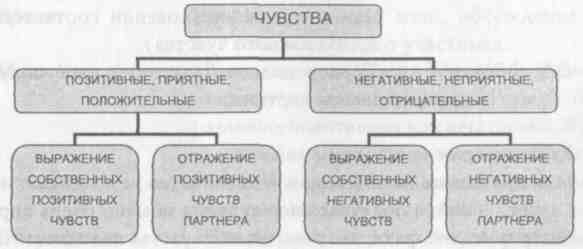 ЧУВСТВА
ПОЗИТИВНЫЕ, ПРИЯТНЫЕ,
ПОЛОЖИТЕЛЬНЫЕ
НЕГАТИВНЫЕ, НЕПРИЯТНЫЕ,
ОТРИЦАТЕЛЬНЫЕ
ВЫРАЖЕНИЕ
СОБСТВЕННЫХ
ПОЗИТИВНЫХ
ЧУВСТВ
ОТРАЖЕНИЕ
ПОЗИТИВНЫХ
ЧУВСТВ
ПАРТНЕРА
ВЫРАЖЕНИЕ
СОБСТВЕННЫХ
НЕГАТИВНЫХ
ЧУВСТВ
ОТРАЖЕНИЕ
НЕГАТИВНЫХ
ЧУВСТВ
ПАРТНЕРА